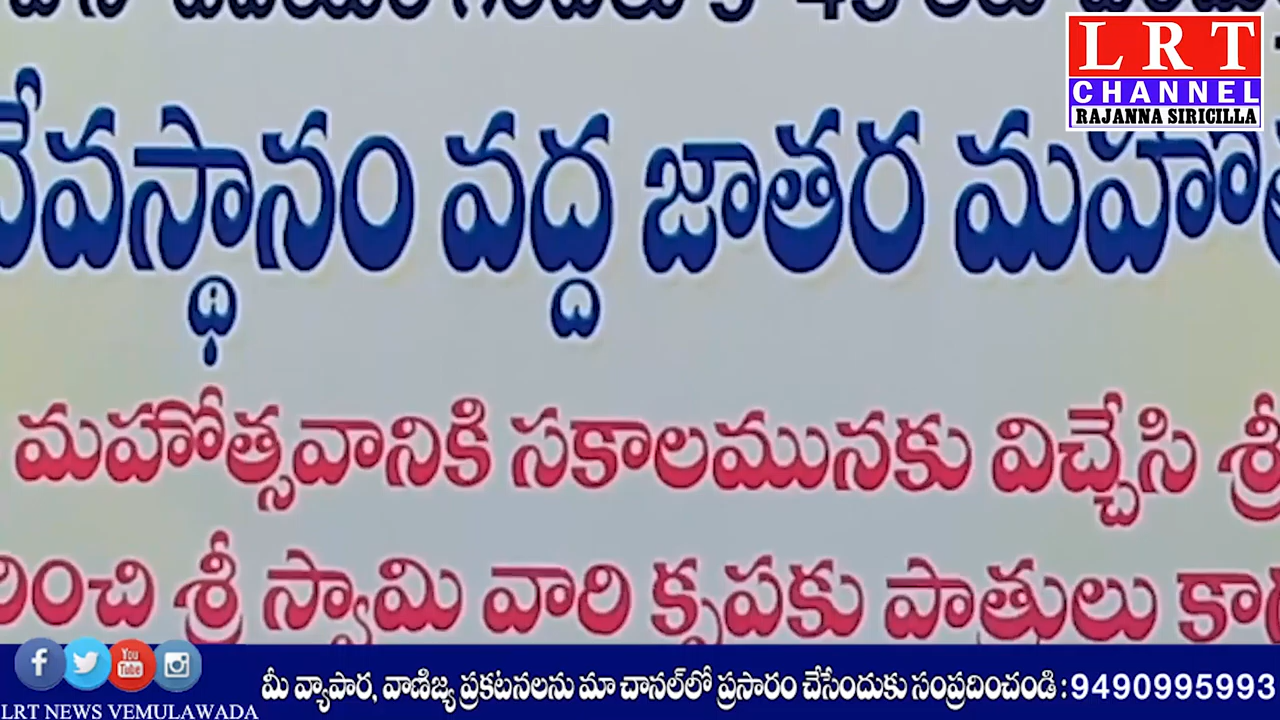 LRT
CHANNEL
RAJANNA SIRICILLA
దేవస్థానం వద్ద జాతర
మహోత్సవానికి సకాలమునకు విచ్చేసి శ్రీ
శ్రీ స్వామి వారి కృపకు పాత్రులు
మీ వ్యాపార, వాణిజ్య ప్రకటనలను మా చానల్‌లో ప్రసారం చేసేందుకు సంప్రదించండి :9490995993
LRT NEWS VEMULAWADA